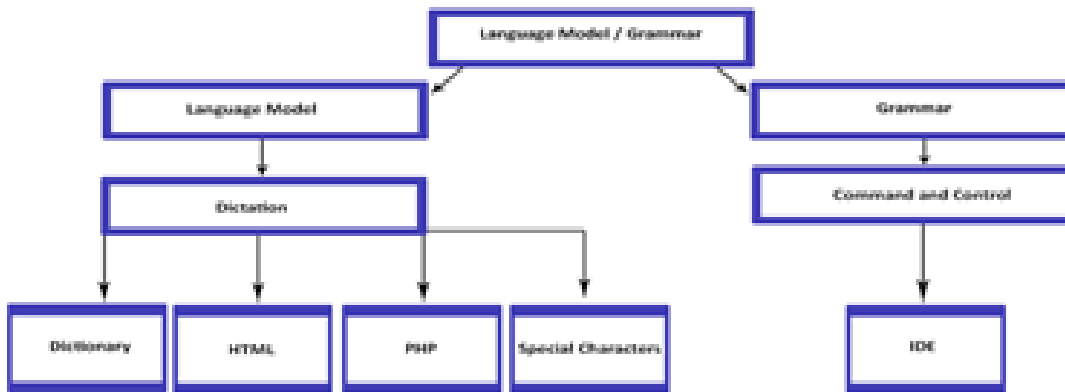 Language Model / Grammar
Language Model
Grammar
Dictation
Command and Control
Dictionary
HTML
PHP
Special Characters
IDE